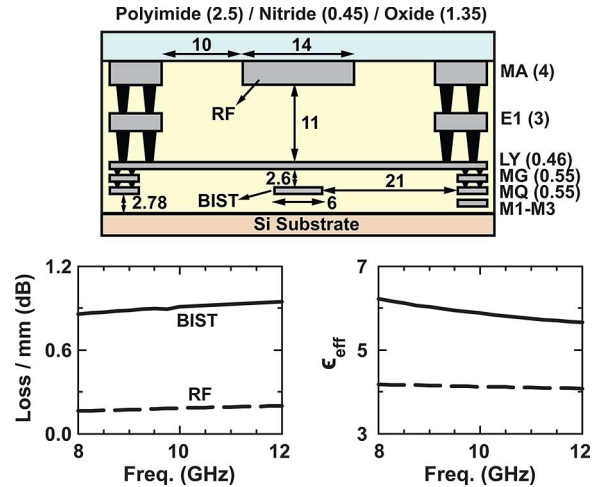 Polyimide (2.5) / Nitride (0.45) / Oxide (1.35)
10
14
MA (4)
RF
E1 (3)
11
LY (0.46)
2.6
21
MG (0.55)
MQ (0.55)
2.78
BIST
6
M1-M3
Si Substrate
Loss / mm (dB)
1.2
0.6
0.0
BIST
RF
8
10
12
Freq. (GHz)
ϵeff
7
5
3
8
10
12
Freq. (GHz)